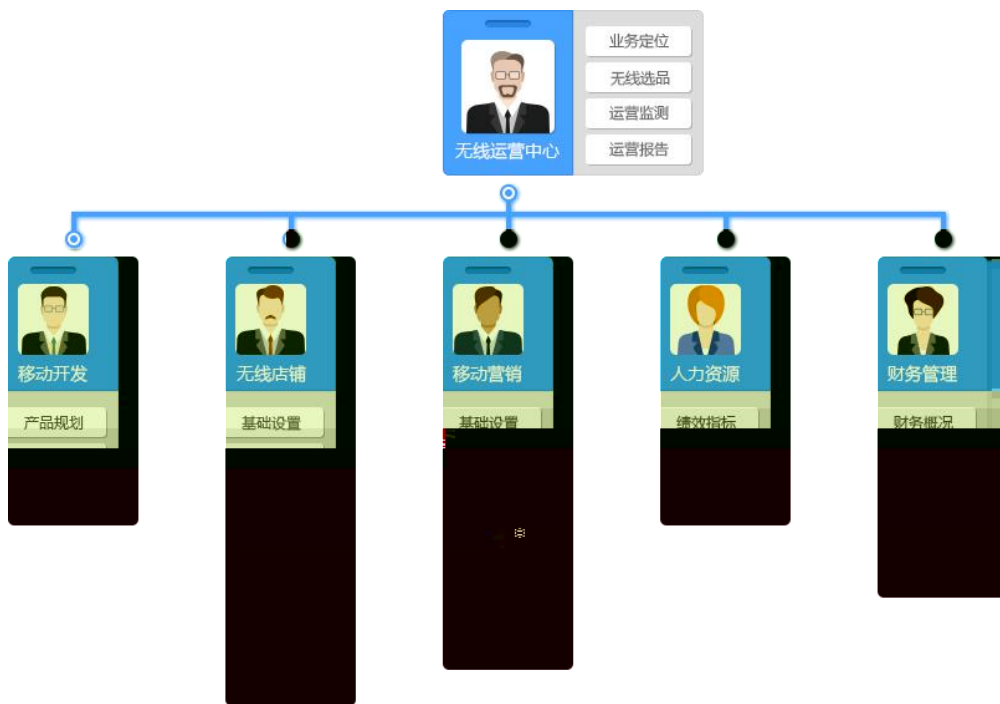 业务定位
无线选品
运营监测
运营报告
无线运营中心
移动开发
无线店铺
移动营销
人力资源
财务管理
产品规划
基础设置
基础设置
绩效指标
财务概况